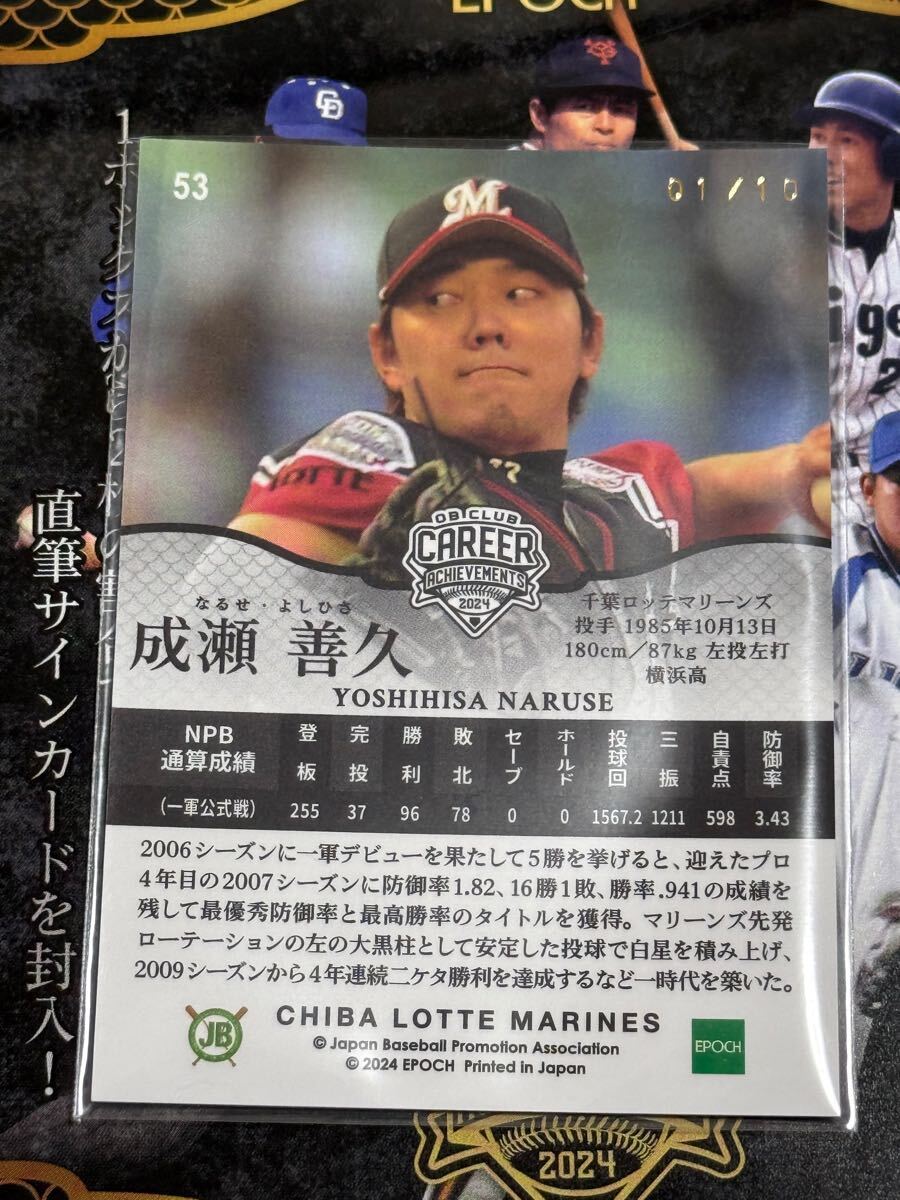 EPOCH
CD
53
01/10
M
LOTTE
OB CLUB
CAREER
ACHIEVEMENTS
2024
なるせ・よしひさ
成瀬 善久
YOSHIHISA NARUSE
千葉ロッテマリーンズ
投手 1985年10月13日
180cm/87kg 左投左打
横浜高
NPB 通算成績 登板 完投 勝利 敗北 セーブ ホールド 投球回 三振 自責点 防御率
(一軍公式戦) 255 37 96 78 0 0 1567.2 1211 598 3.43
2006シーズンに一軍デビューを果たして5勝を挙げると、迎えたプロ
4年目の2007シーズンに防御率1.82、16勝1敗、勝率.941の成績を
残して最優秀防御率と最高勝率のタイトルを獲得。マリーンズ先発
ローテーションの左の大黒柱として安定した投球で白星を積み上げ、
2009シーズンから4年連続二ケタ勝利を達成するなど一時代を築いた。
JB
CHIBA LOTTE MARINES
© Japan Baseball Promotion Association
© 2024 EPOCH Printed in Japan
EPOCH
直筆サインカードを封入!
2024